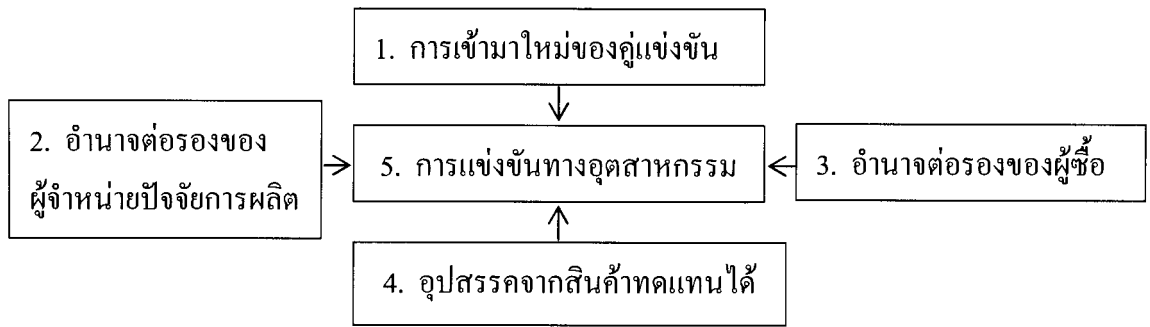 1. การเข้ามาใหม่ของคู่แข่งขัน
2. อำนาจต่อรองของ
ผู้จำหน่ายปัจจัยการผลิต
5. การแข่งขันทางอุตสาหกรรม
3. อำนาจต่อรองของผู้ซื้อ
4. อุปสรรคจากสินค้าทดแทนได้